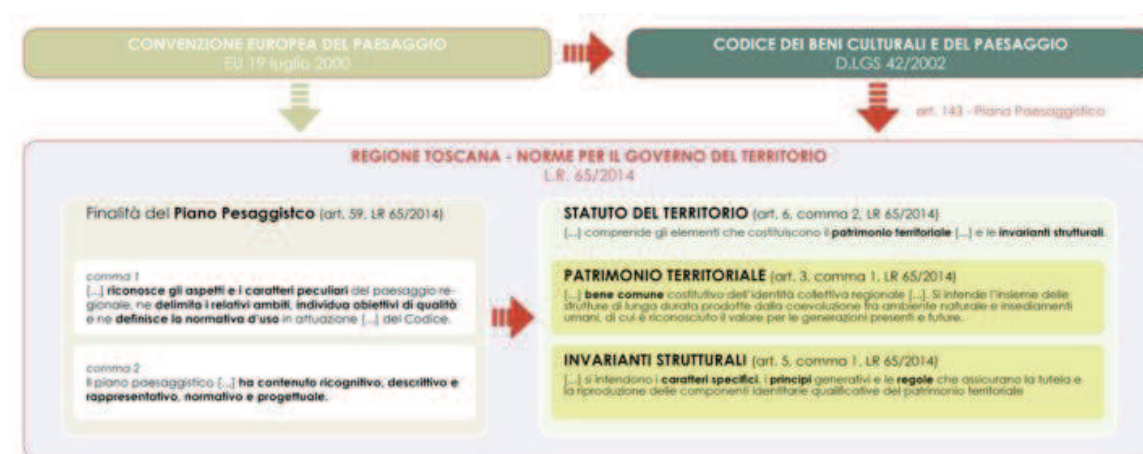 CONVENZIONE EUROPEA DEL PAESAGGIO
EU 19 luglio 2000
CODICE DEI BENI CULTURALI E DEL PAESAGGIO
D.LGS 42/2002
art. 143 - Piano Paesaggistico
REGIONE TOSCANA - NORME PER IL GOVERNO DEL TERRITORIO
L.R. 65/2014
Finalità del Piano Pesaggistco (art. 59, LR 65/2014)
comma 1
[...] riconosce gli aspetti e i caratteri peculiari del paesaggio re-
gionale, ne delimita i relativi ambiti, individua obiettivi di qualità
e ne definisce la normativa d'uso in attuazione [...] del Codice.
comma 2
Il piano paesaggistico [...] ha contenuto ricognitivo, descrittivo e
rappresentativo, normativo e progettuale.
STATUTO DEL TERRITORIO (art. 6, comma 2, LR 65/2014)
[...] comprende gli elementi che costituiscono il patrimonio territoriale [...] e le invarianti strutturali.
PATRIMONIO TERRITORIALE (art. 3, comma 1, LR 65/2014)
[...] bene comune costitutivo dell'identità collettiva regionale [...]. Si intende l'insieme delle
strutture di lunga durata prodotte dalla coevoluzione fra ambiente naturale e insediamenti
umani, di cui è riconosciuto il valore per le generazioni presenti e future.
INVARIANTI STRUTTURALI (art. 5, comma 1, LR 65/2014)
[...] si intendono i caratteri specifici, i principi generativi e le regole che assicurano la tutela e
la riproduzione delle componenti identitarie qualificative del patrimonio territoriale